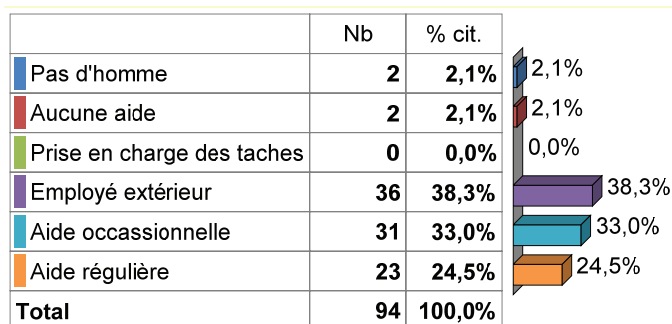 Nb % cit.
Pas d'homme 2 2,1% 2,1%
Aucune aide 2 2,1% 2,1%
Prise en charge des taches 0 0,0% 0,0%
Employé extérieur 36 38,3% 38,3%
Aide occassionnelle 31 33,0% 33,0%
Aide régulière 23 24,5% 24,5%
Total 94 100,0%